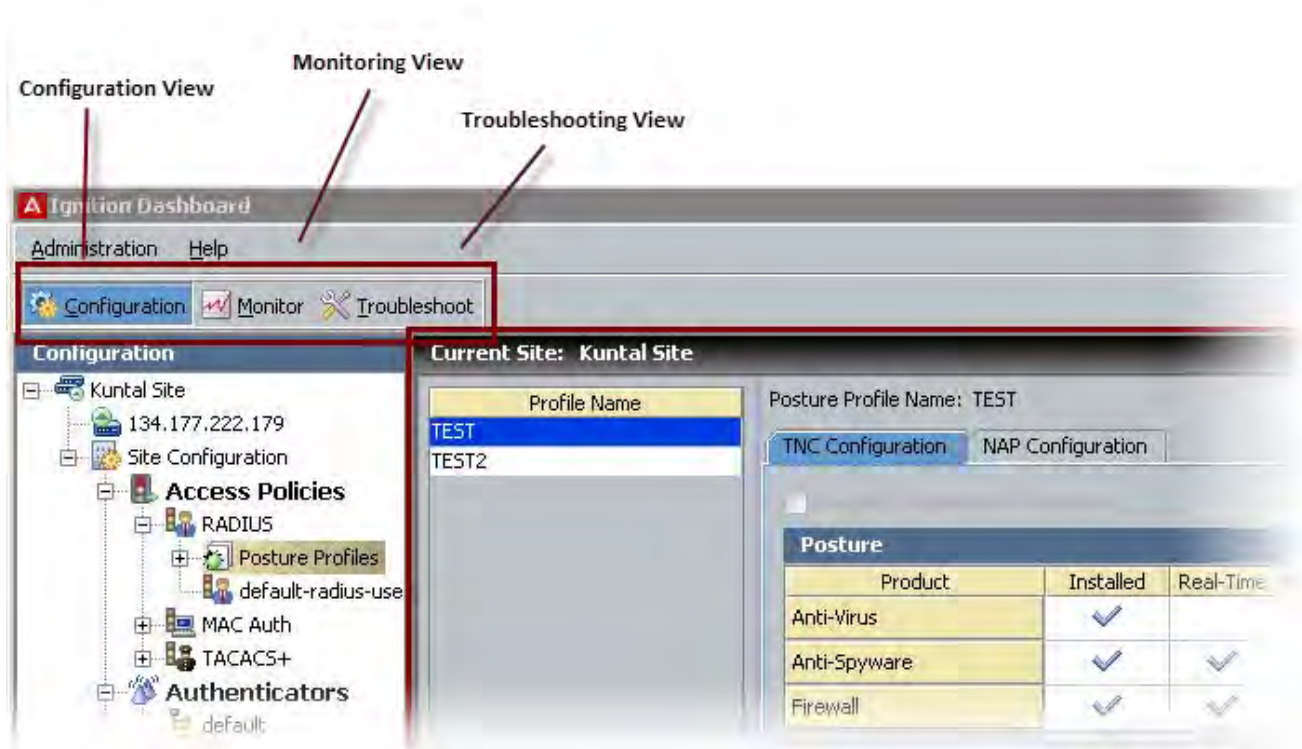 Monitoring View
Configuration View
Troubleshooting View
A Ignition Dashboard
Administration Help
Configuration Monitor Troubleshoot
Configuration
Current Site: Kuntal Site
Kuntal Site
134.177.222.179
Site Configuration
Access Policies
RADIUS
Posture Profiles
default-radius-use
MAC Auth
TACACS+
Authenticators
default
Profile Name
TEST
TEST2
Posture Profile Name: TEST
TNC Configuration NAP Configuration
Posture
Product Installed Real-Time
Anti-Virus
Anti-Spyware
Firewall